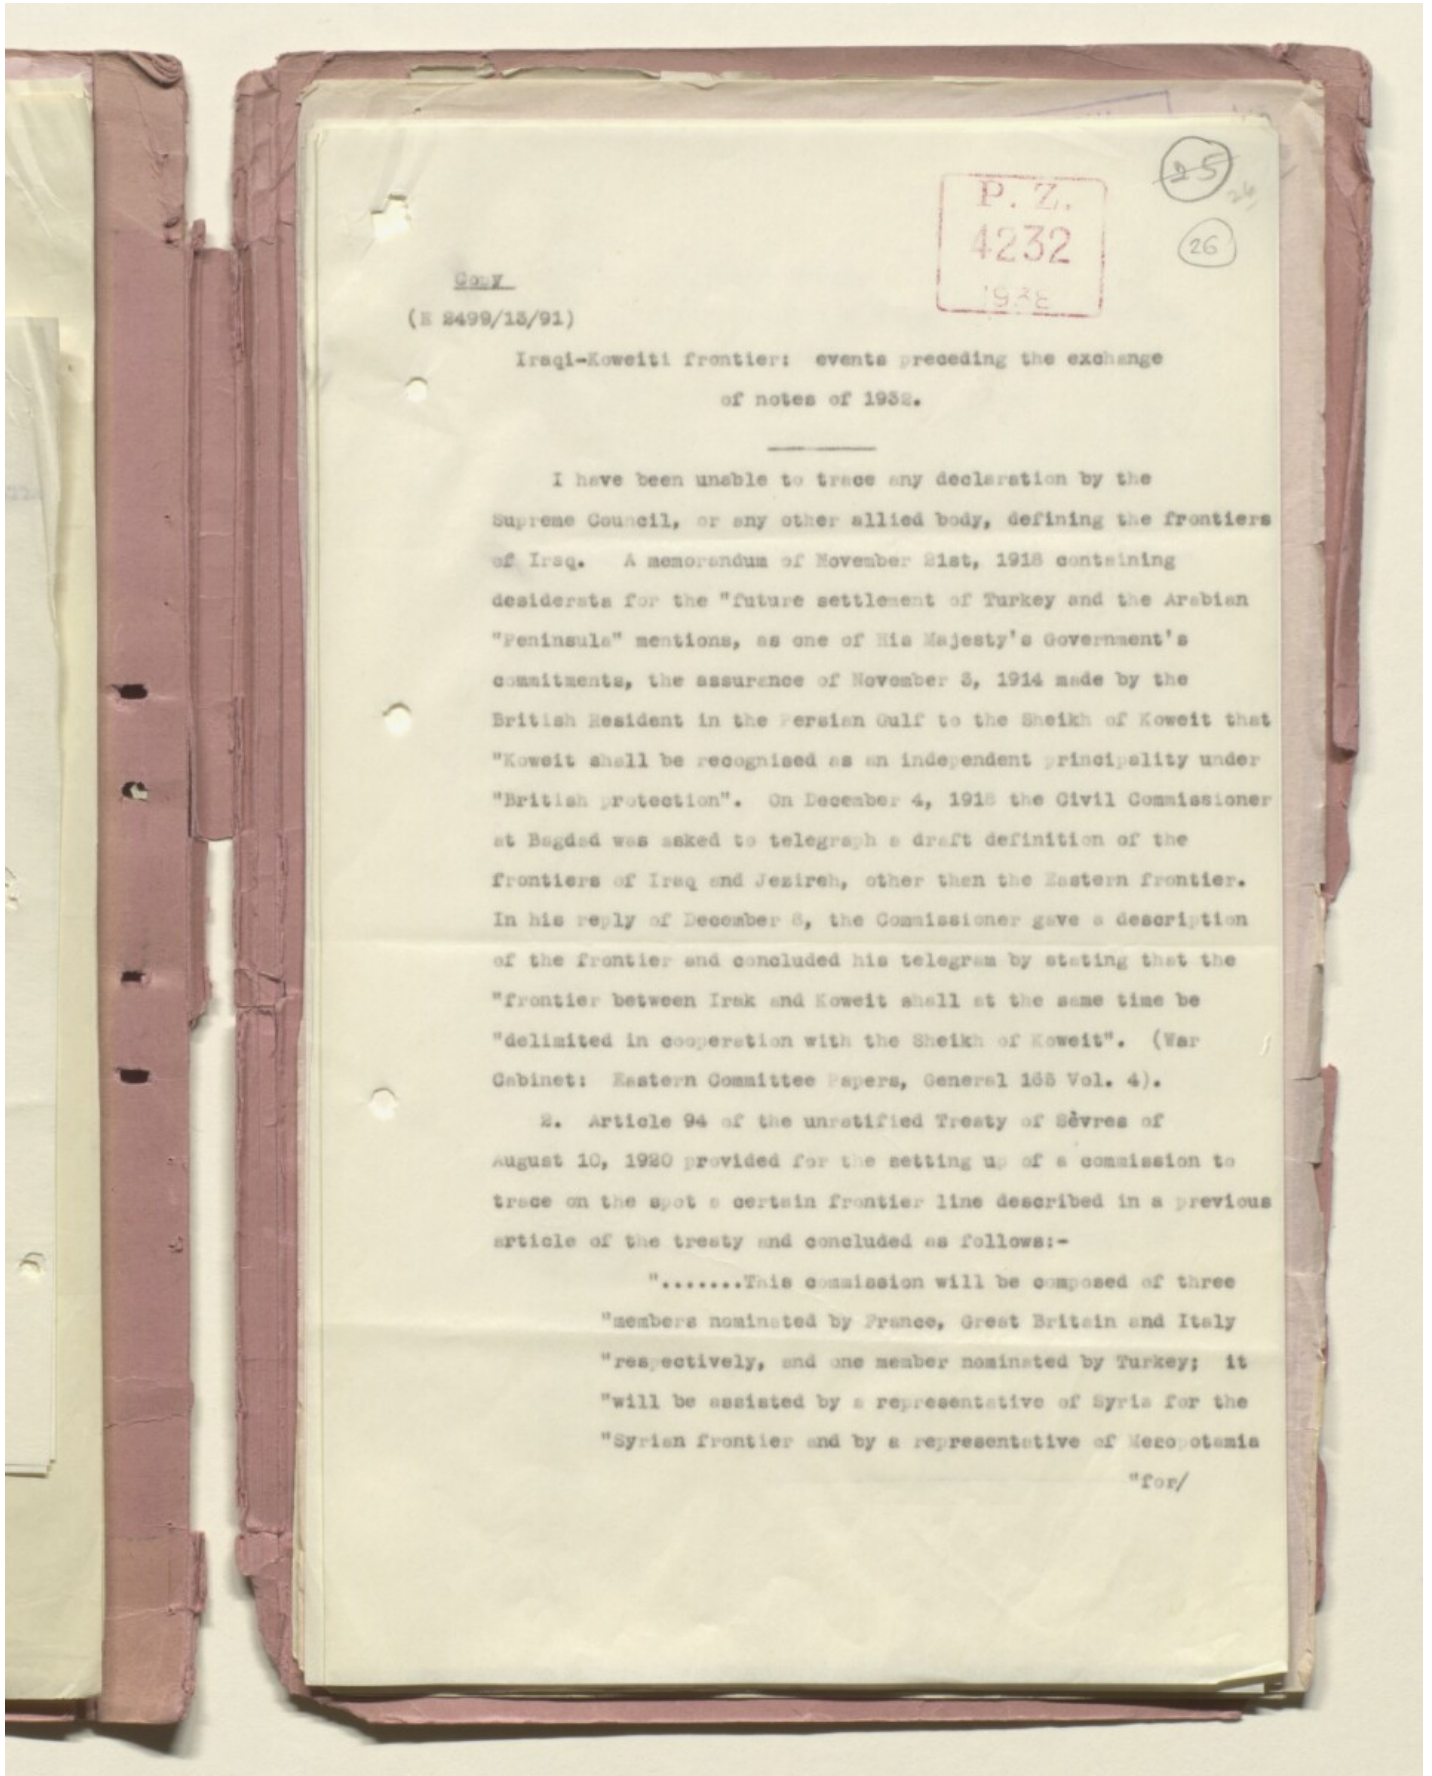 25
26
26
P. Z.
4232
1938
Copy
(E 2499/13/91)
Iraqi-Koweiti frontier: events preceding the exchange
of notes of 1932.
I have been unable to trace any declaration by the
Supreme Council, or any other allied body, defining the frontiers
of Iraq. A memorandum of November 21st, 1918 containing
desiderata for the "future settlement of Turkey and the Arabian
"Peninsula" mentions, as one of His Majesty's Government's
commitments, the assurance of November 3, 1914 made by the
British Resident in the Persian Gulf to the Sheikh of Koweit that
"Koweit shall be recognised as an independent principality under
"British protection". On December 4, 1918 the Civil Commissioner
at Bagdad was asked to telegraph a draft definition of the
frontiers of Iraq and Jezireh, other then the Eastern frontier.
In his reply of December 8, the Commissioner gave a description
of the frontier and concluded his telegram by stating that the
"frontier between Irak and Koweit shall at the same time be
"delimited in cooperation with the Sheikh of Koweit". (War
Cabinet: Eastern Committee Papers, General 165 Vol. 4).
2. Article 94 of the unratified Treaty of Sèvres of
August 10, 1920 provided for the setting up of a commission to
trace on the spot a certain frontier line described in a previous
article of the treaty and concluded as follows:-
".......This commission will be composed of three
"members nominated by France, Great Britain and Italy
"respectively, and one member nominated by Turkey; it
"will be assisted by a representative of Syria for the
"Syrian frontier and by a representative of Mesopotamia
"for/